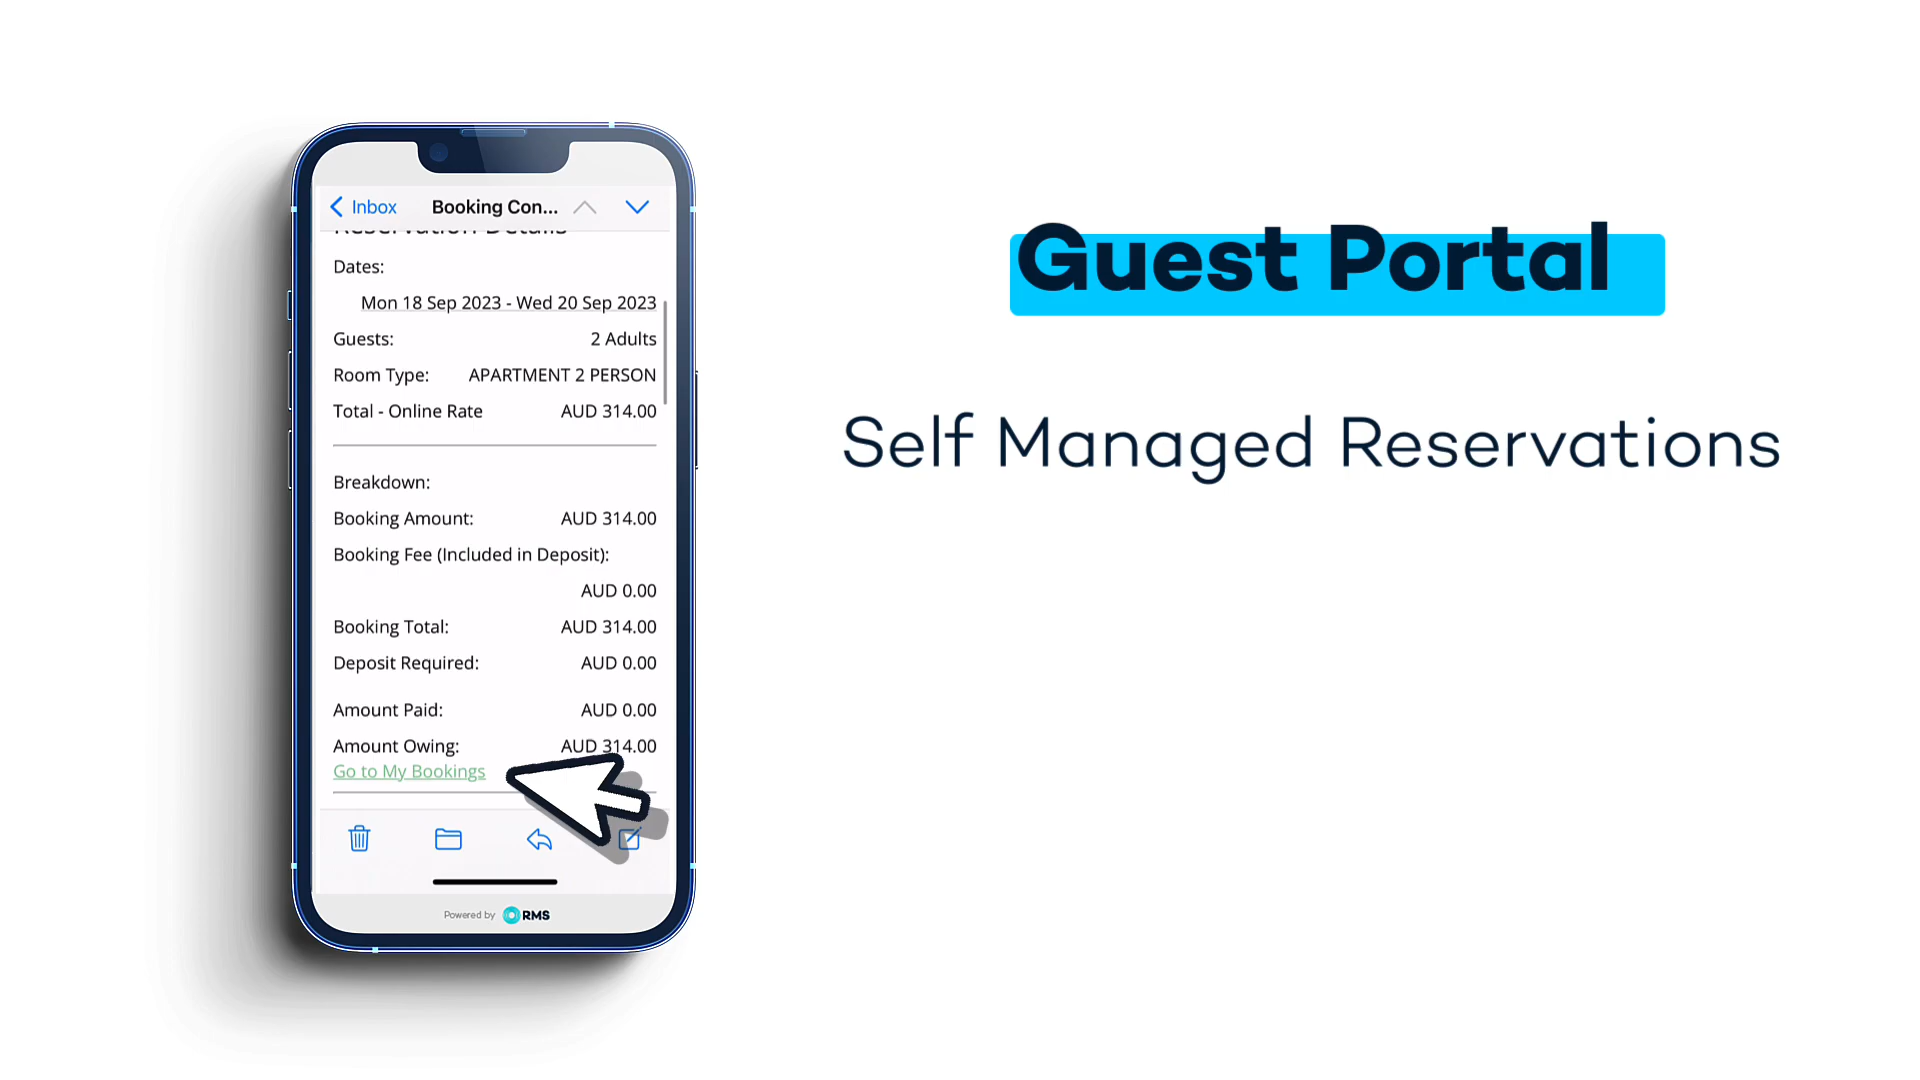 Inbox
Booking Con...
Reservation Details
Dates:
Mon 18 Sep 2023 - Wed 20 Sep 2023
Guests: 2 Adults
Room Type: APARTMENT 2 PERSON
Total - Online Rate AUD 314.00
Breakdown:
Booking Amount: AUD 314.00
Booking Fee (Included in Deposit):
AUD 0.00
Booking Total: AUD 314.00
Deposit Required: AUD 0.00
Amount Paid: AUD 0.00
Amount Owing: AUD 314.00
Go to My Bookings
Powered by RMS
Guest Portal
Self Managed Reservations